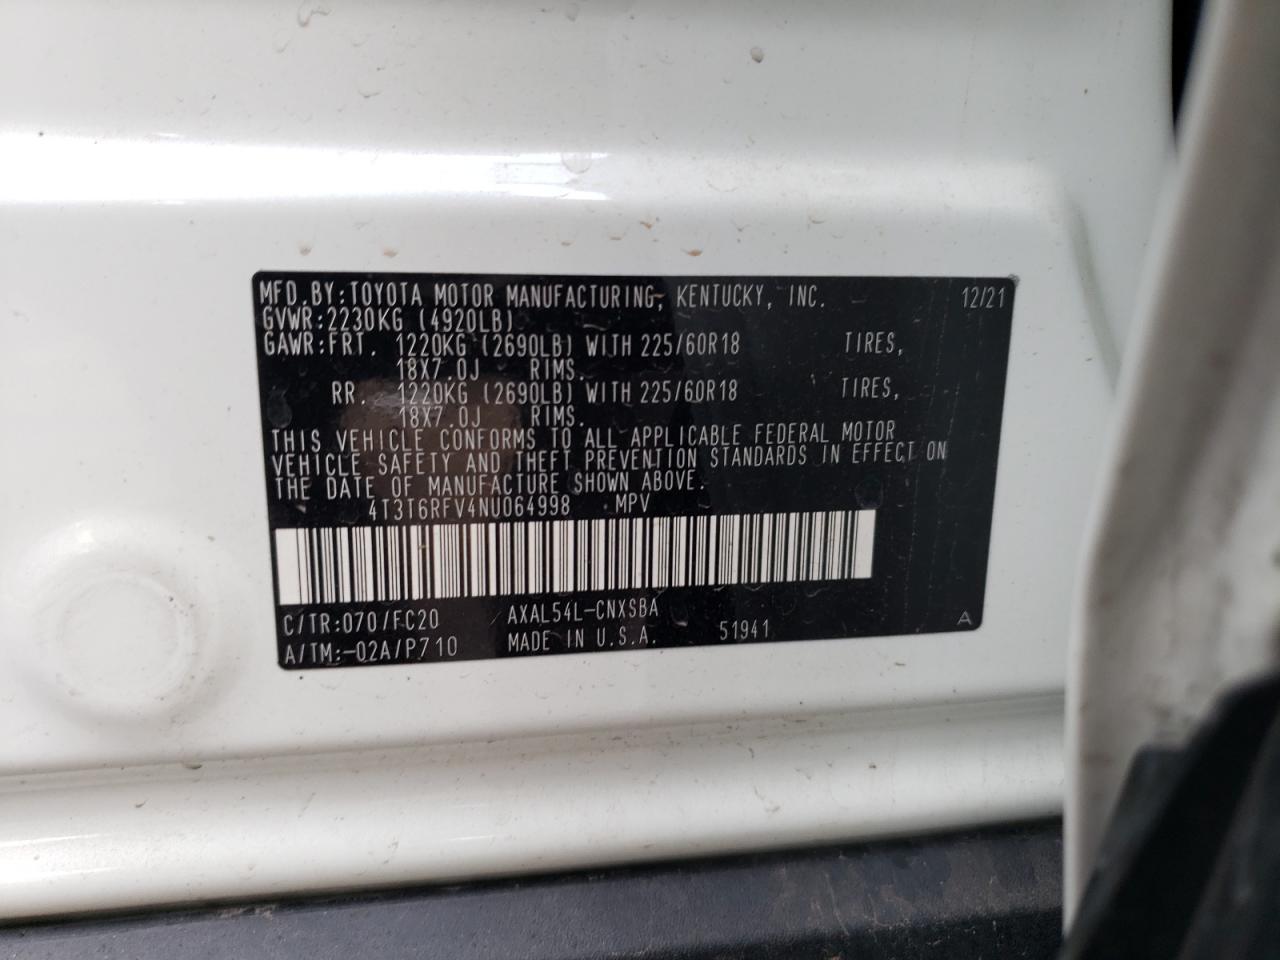 MFD.BY:TOYOTA MOTOR MANUFACTURING, KENTUCKY, INC. 12/21
GVWR:2230KG (4920LB)
GAWR:FRT. 1220KG (2690LB) WITH 225/60R18 TIRES,
18X7.0J RIMS.
RR. 1220KG (2690LB) WITH 225/60R18 TIRES,
18X7.0J RIMS.
THIS VEHICLE CONFORMS TO ALL APPLICABLE FEDERAL MOTOR
VEHICLE SAFETY AND THEFT PREVENTION STANDARDS IN EFFECT ON
THE DATE OF MANUFACTURE SHOWN ABOVE.
4T3T6RFV4NU064998 MPV
C/TR:070/FC20 AXAL54L-CNXSBA
A/TM:-02A/P710 MADE IN U.S.A. 51941 A